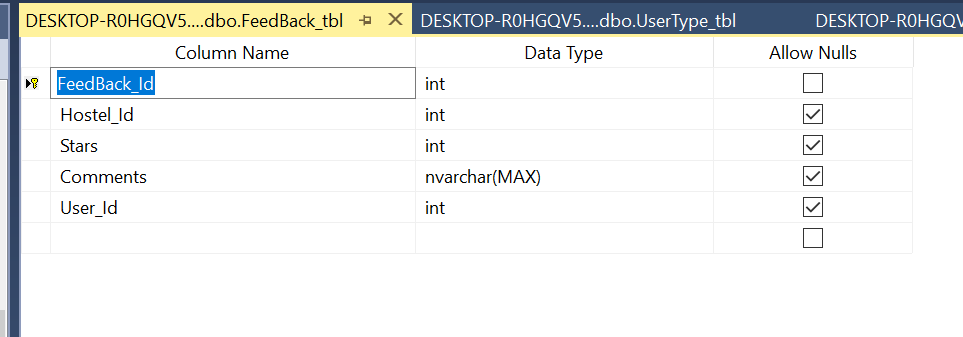 DESKTOP-R0HGQV5....dbo.FeedBack_tbl DESKTOP-R0HGQV5....dbo.UserType_tbl DESKTOP-R0HGQV
Column Name Data Type Allow Nulls
FeedBack_Id int
Hostel_Id int
Stars int
Comments nvarchar(MAX)
User_Id int